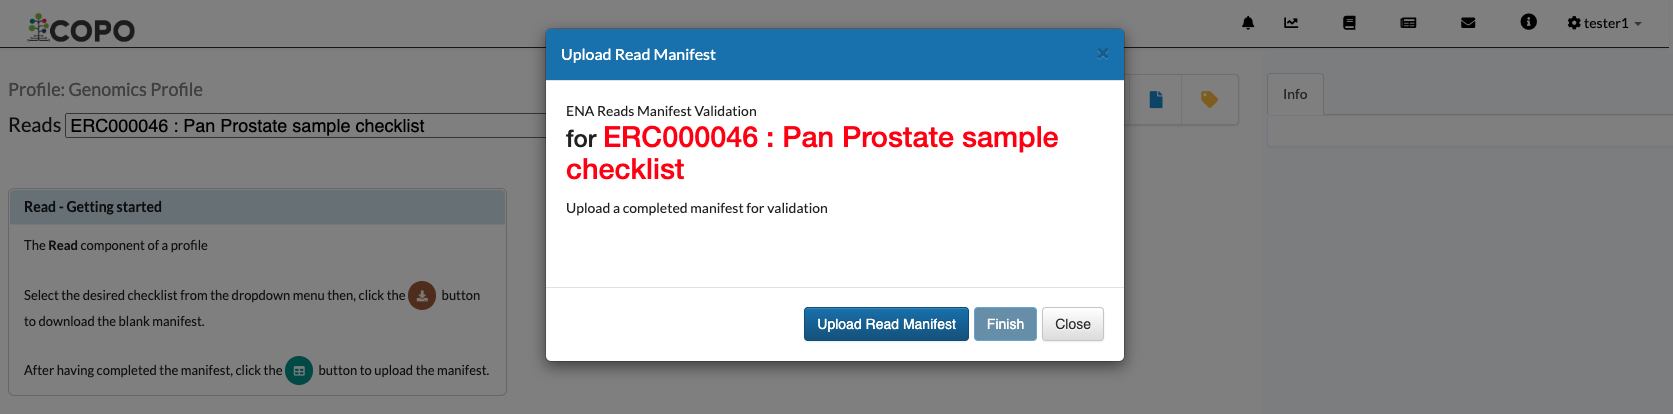 COPO
tester1
Upload Read Manifest
×
Profile: Genomics Profile
Reads ERC000046 : Pan Prostate sample checklist
Info
ENA Reads Manifest Validation
for ERC000046 : Pan Prostate sample
checklist
Upload a completed manifest for validation
Upload Read Manifest Finish Close
Read - Getting started
The Read component of a profile
Select the desired checklist from the dropdown menu then, click the button
to download the blank manifest.
After having completed the manifest, click the button to upload the manifest.